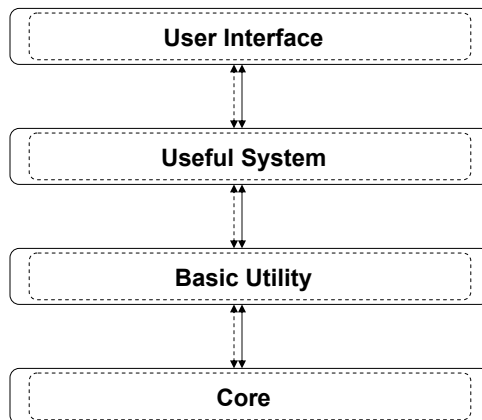 User Interface
Useful System
Basic Utility
Core